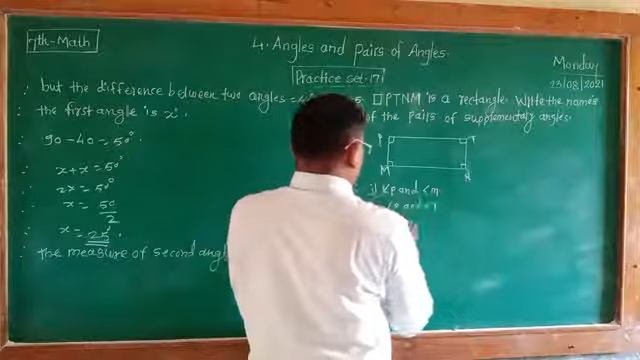 7th-Math
4. Angles and Pairs of Angles.
Practice set-17
Monday
23/08/2021
∴ but the difference between two angles =
∴ the first angle is x°.
90 - 40 = 50°.
∴ x + x = 50°
∴ 2x = 50°
∴ x = 50/2
∴ x = 25°.
∴ the measure of second angl
5. □PTNM is a rectangle. Write the names
of the pairs of supplementary angles.
P T
M N
i) ∠P and ∠M
∠P and